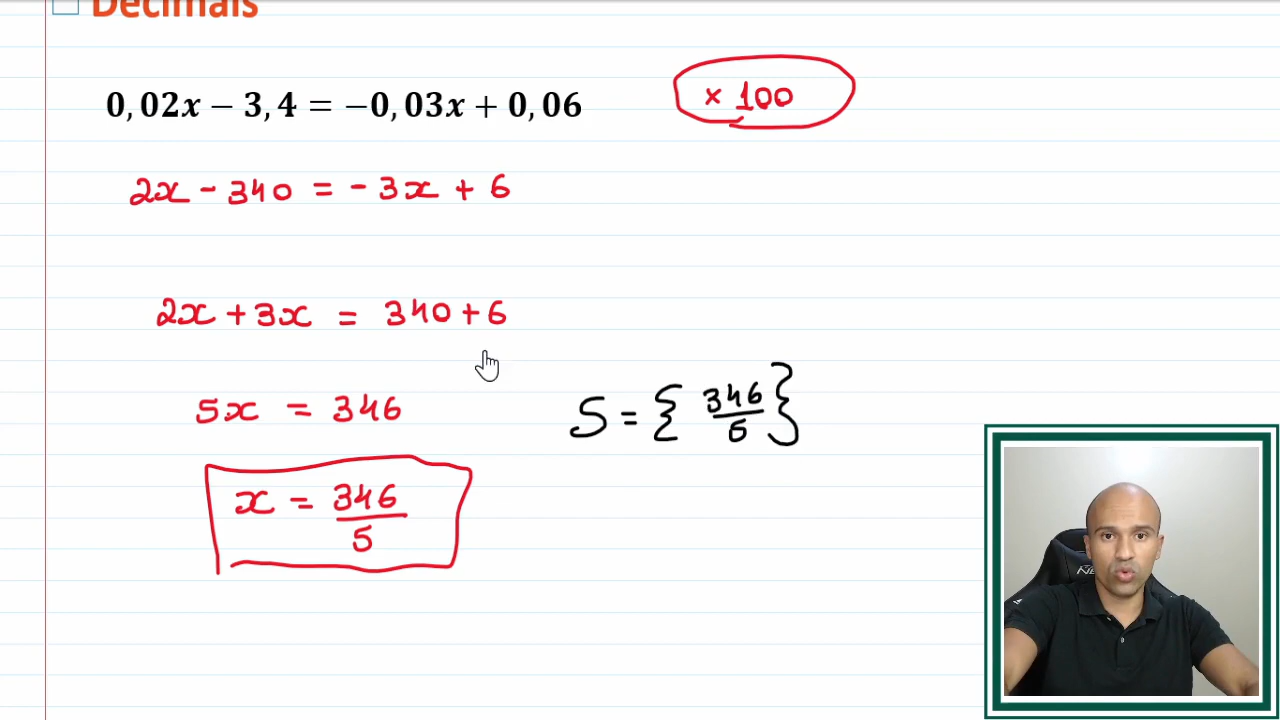 Decimals
0,02x − 3,4 = −0,03x + 0,06
× 100
2x - 340 = - 3x + 6
2x + 3x = 340 + 6
5x = 346
S = { 346/5 }
x = 346/5